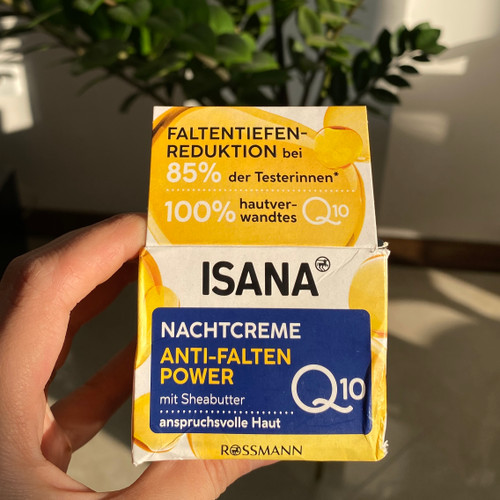 FALTENTIEFEN-
REDUKTION bei
85% der Testerinnen*
100% hautver-
wandtes Q10
ISANA
NACHTCREME
ANTI-FALTEN
POWER
mit Sheabutter
Q10
anspruchsvolle Haut
ROSSMANN